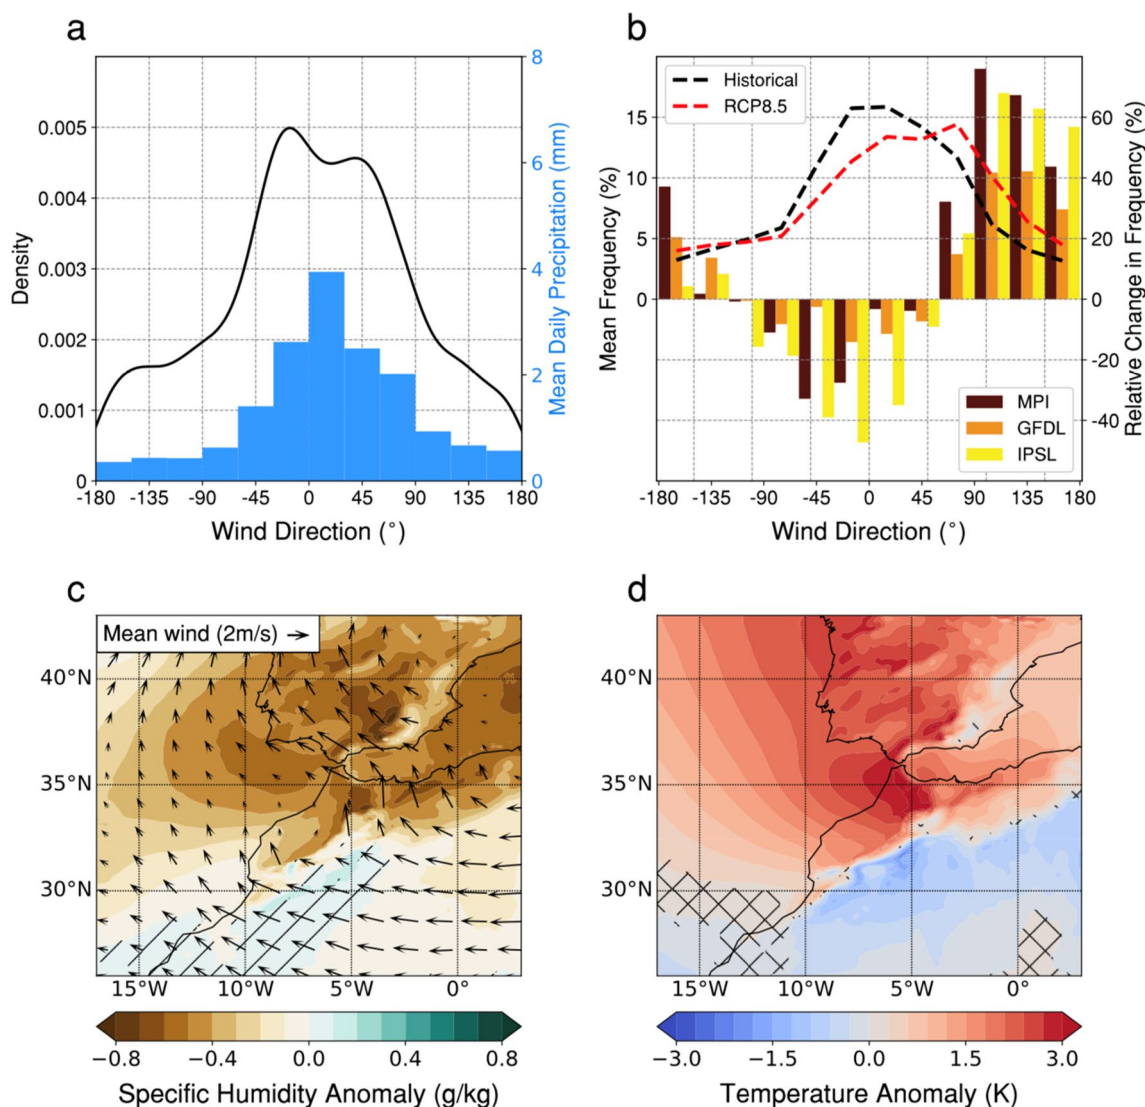 a
b
Density
0.005
0.004
0.003
0.002
0.001
0
8
6
4
2
0
Mean Daily Precipitation (mm)
-180 -135 -90 -45 0 45 90 135 180
Wind Direction (°)
Historical
RCP8.5
Mean Frequency (%)
15
10
5
0
60
40
20
0
-20
-40
Relative Change in Frequency (%)
MPI
GFDL
IPSL
-180 -135 -90 -45 0 45 90 135 180
Wind Direction (°)
c
d
Mean wind (2m/s)
40°N
35°N
30°N
15°W 10°W 5°W 0°
−0.8 −0.4 0.0 0.4 0.8
Specific Humidity Anomaly (g/kg)
40°N
35°N
30°N
15°W 10°W 5°W 0°
−3.0 −1.5 0.0 1.5 3.0
Temperature Anomaly (K)